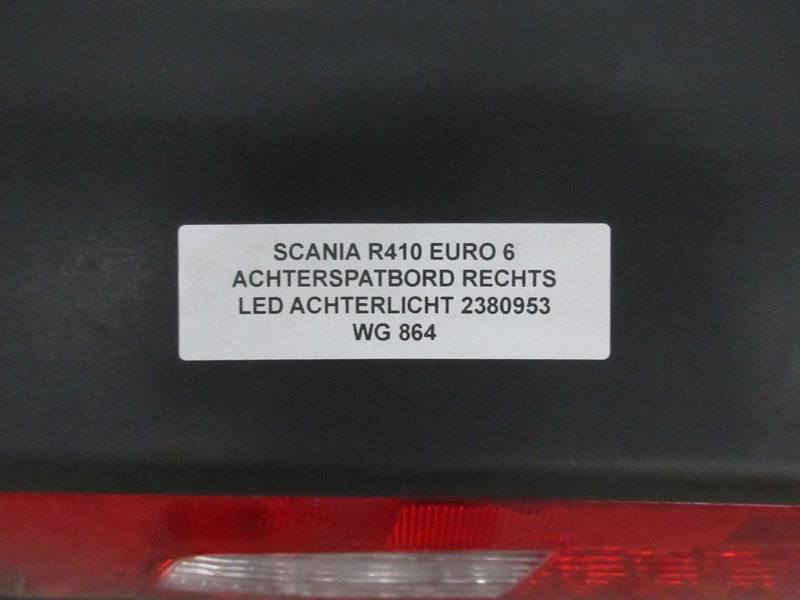 SCANIA R410 EURO 6
ACHTERSPATBORD RECHTS
LED ACHTERLICHT 2380953
WG 864